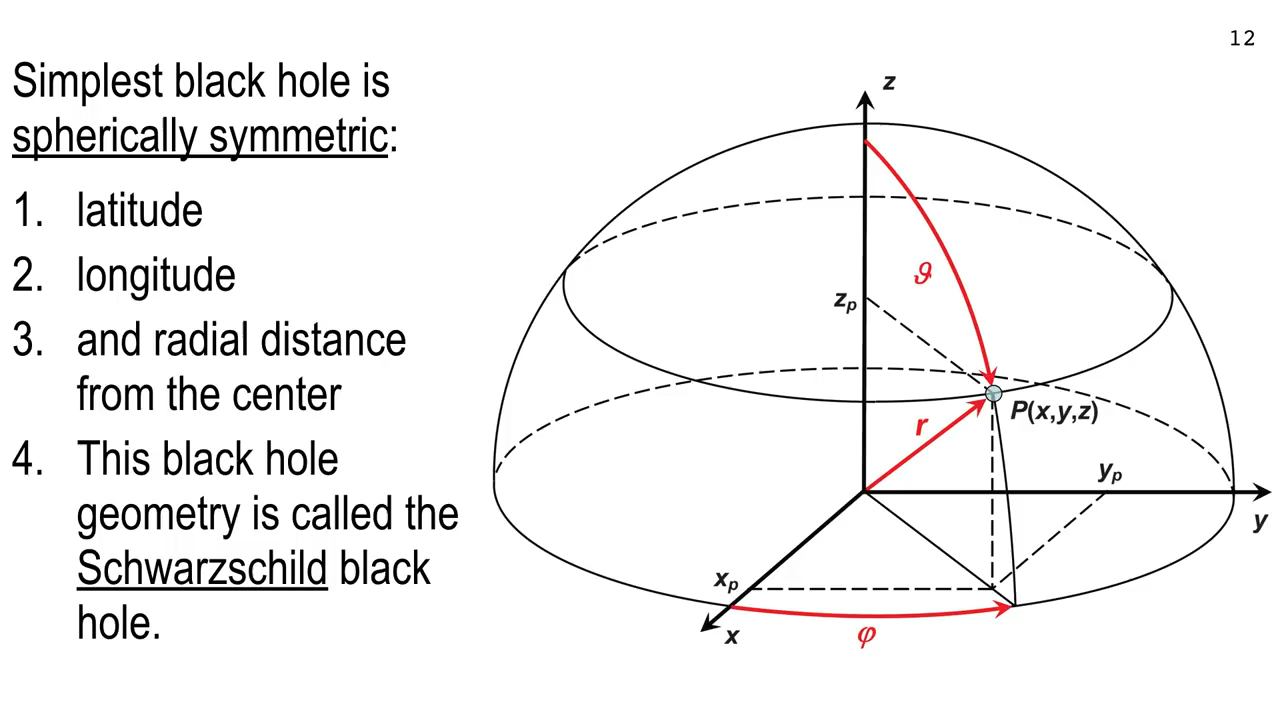 12
Simplest black hole is
spherically symmetric:
1. latitude
2. longitude
3. and radial distance
from the center
4. This black hole
geometry is called the
Schwarzschild black
hole.
z
ϑ
zₚ
r
P(x,y,z)
yₚ
y
xₚ
x
φ